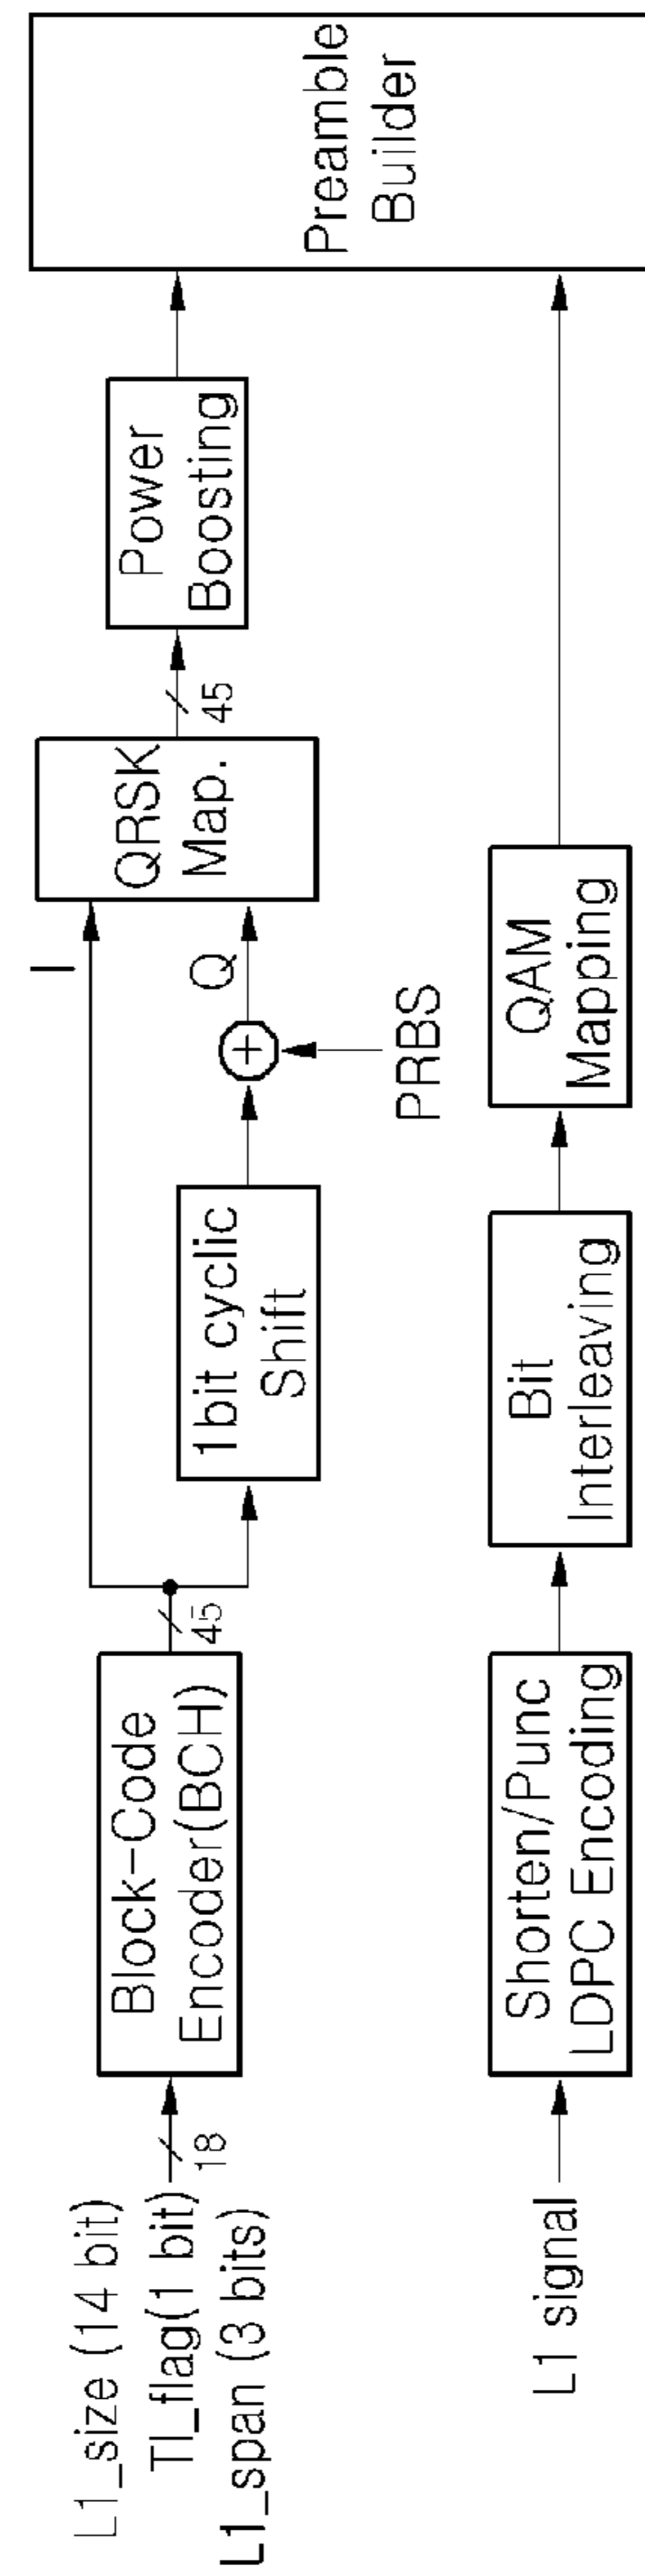 L1_size (14 bit)
TI_flag(1 bit)
L1_span (3 bits)
18
Block-Code
Encoder(BCH)
45
1bit cyclic
Shift
PRBS
I
Q
QRSK
Map.
45
Power
Boosting
Preamble
Builder
L1 signal
Shorten/Punc
LDPC Encoding
Bit
Interleaving
QAM
Mapping